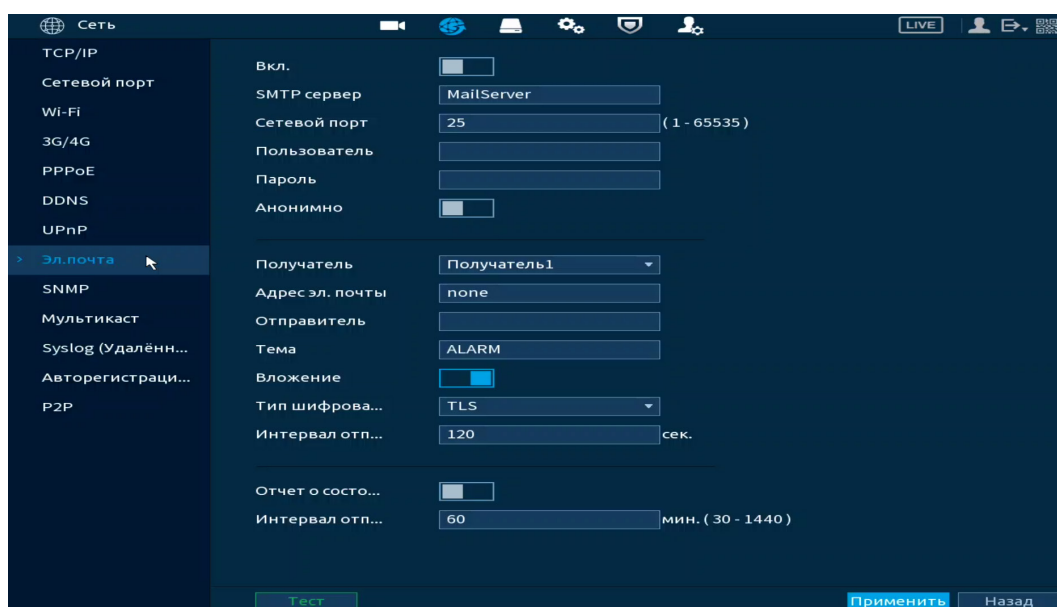 Сеть
LIVE
TCP/IP
Сетевой порт
Wi-Fi
3G/4G
PPPoE
DDNS
UPnP
Эл.почта
SNMP
Мультикаст
Syslog (Удалённ...
Авторегистраци...
P2P
Вкл.
SMTP сервер MailServer
Сетевой порт 25 (1 - 65535)
Пользователь
Пароль
Анонимно
Получатель Получатель1
Адрес эл. почты none
Отправитель
Тема ALARM
Вложение
Тип шифрова... TLS
Интервал отп... 120 сек.
Отчет о состо...
Интервал отп... 60 мин. (30 - 1440)
Тест Применить Назад